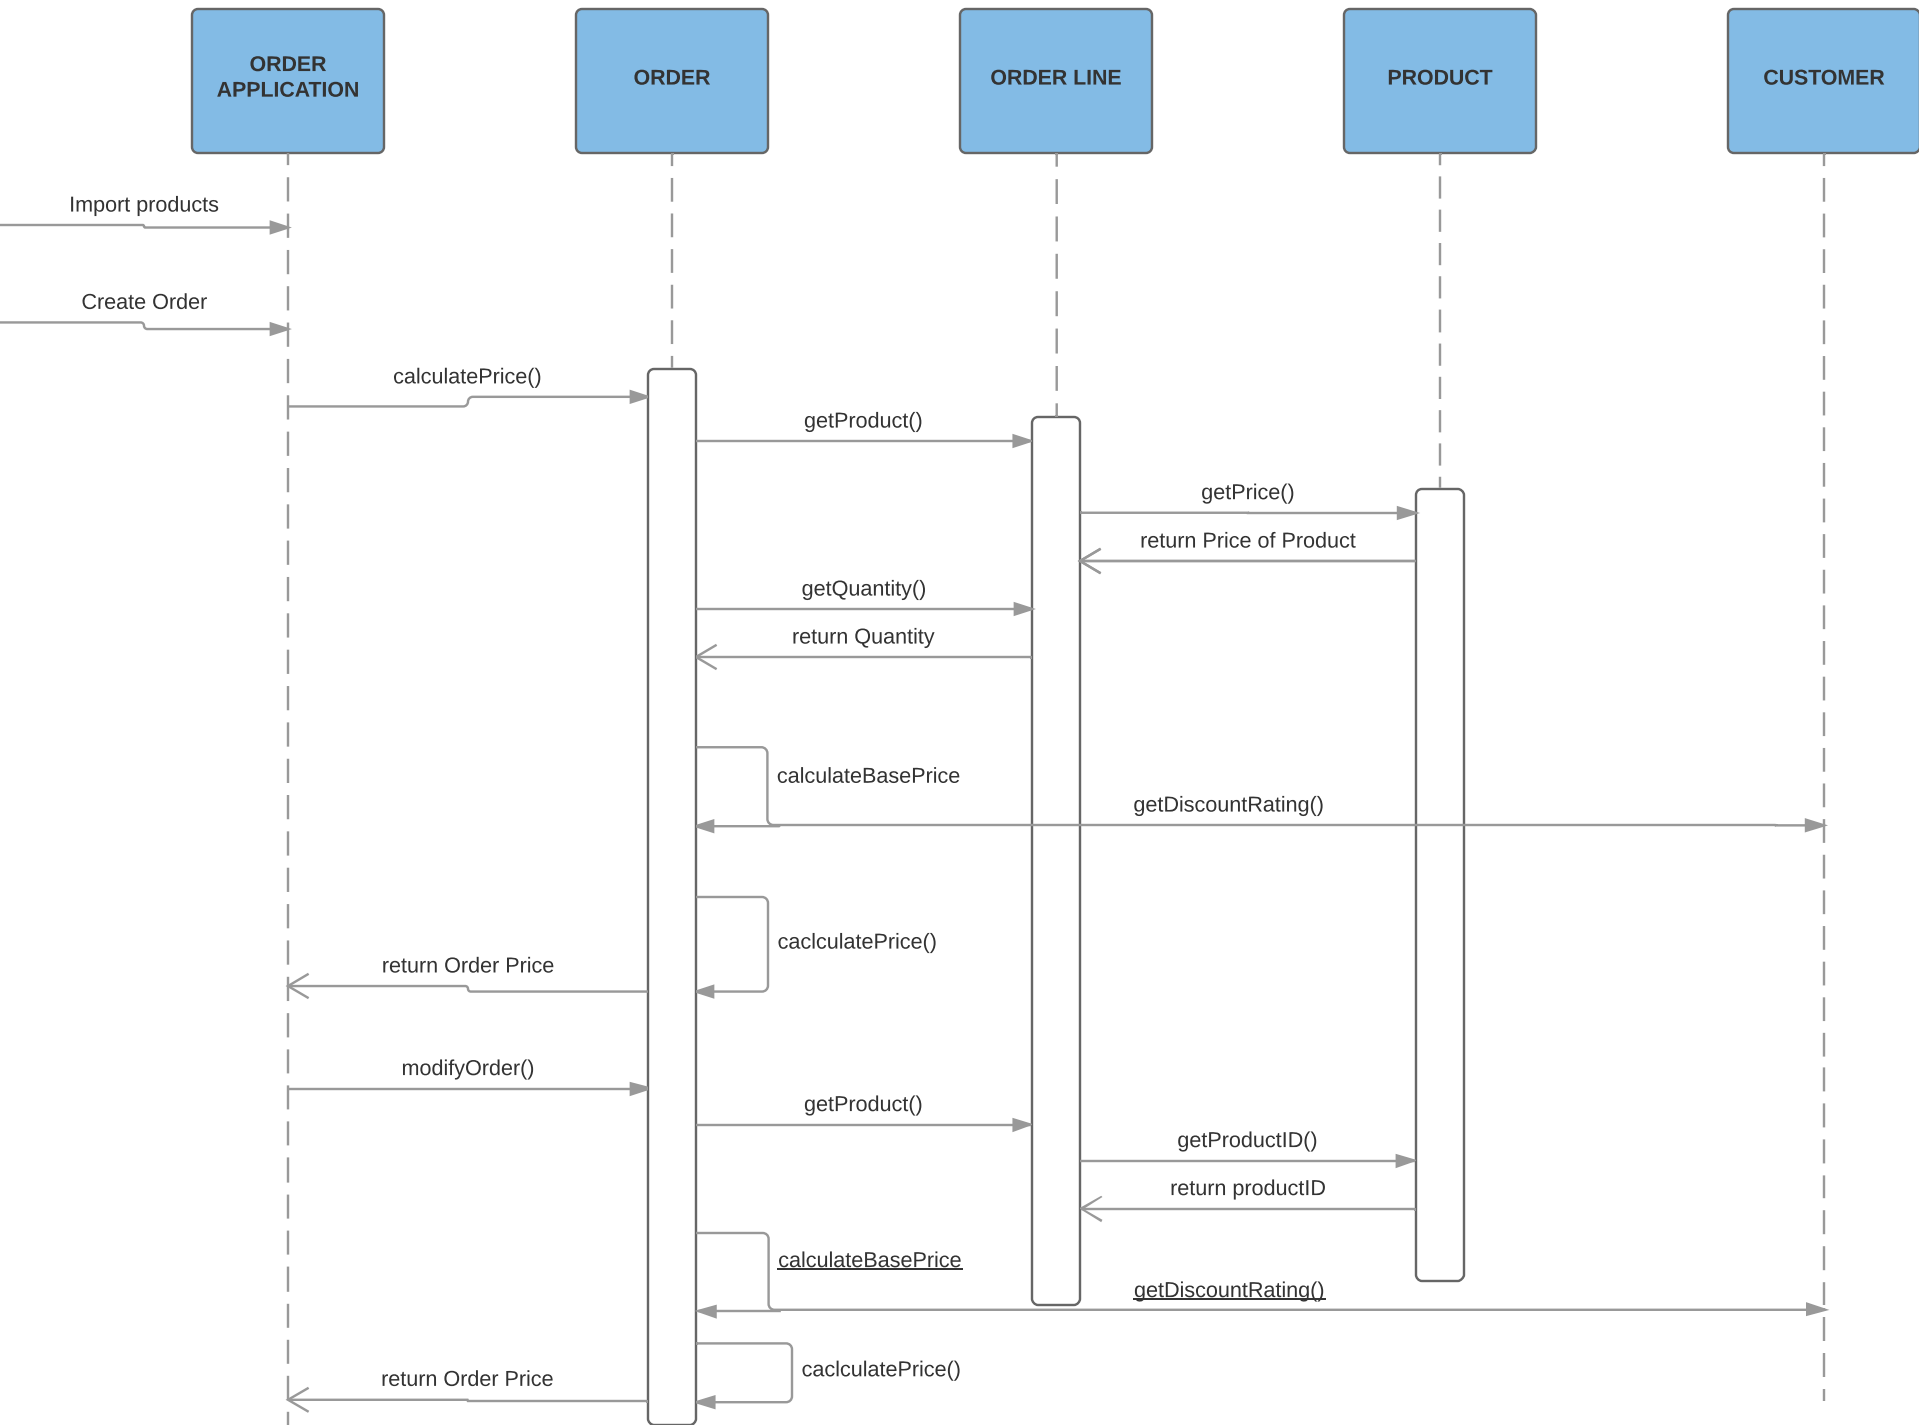 ORDER
APPLICATION
ORDER
ORDER LINE
PRODUCT
CUSTOMER
Import products
Create Order
calculatePrice()
getProduct()
getPrice()
return Price of Product
getQuantity()
return Quantity
calculateBasePrice
getDiscountRating()
caclculatePrice()
return Order Price
modifyOrder()
getProduct()
getProductID()
return productID
calculateBasePrice
getDiscountRating()
caclculatePrice()
return Order Price